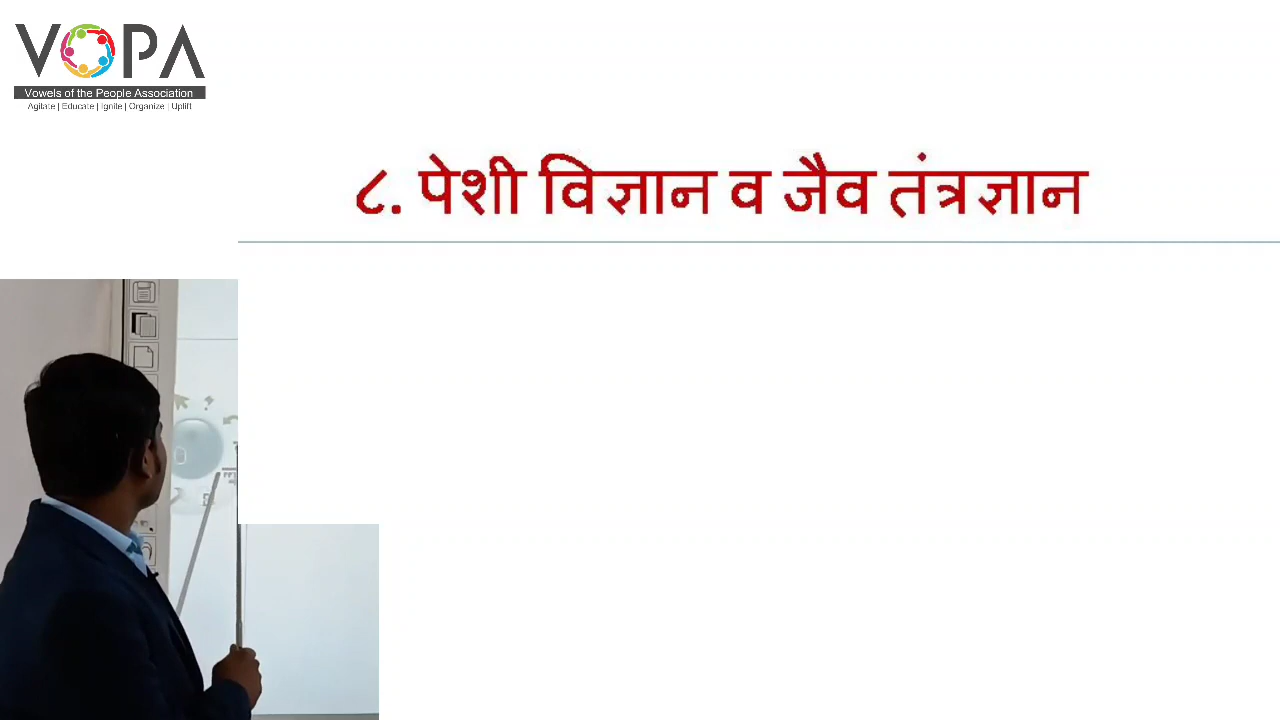 VOPA
Vowels of the People Association
Agitate | Educate | Ignite | Organize | Uplift
८. पेशी विज्ञान व जैव तंत्रज्ञान